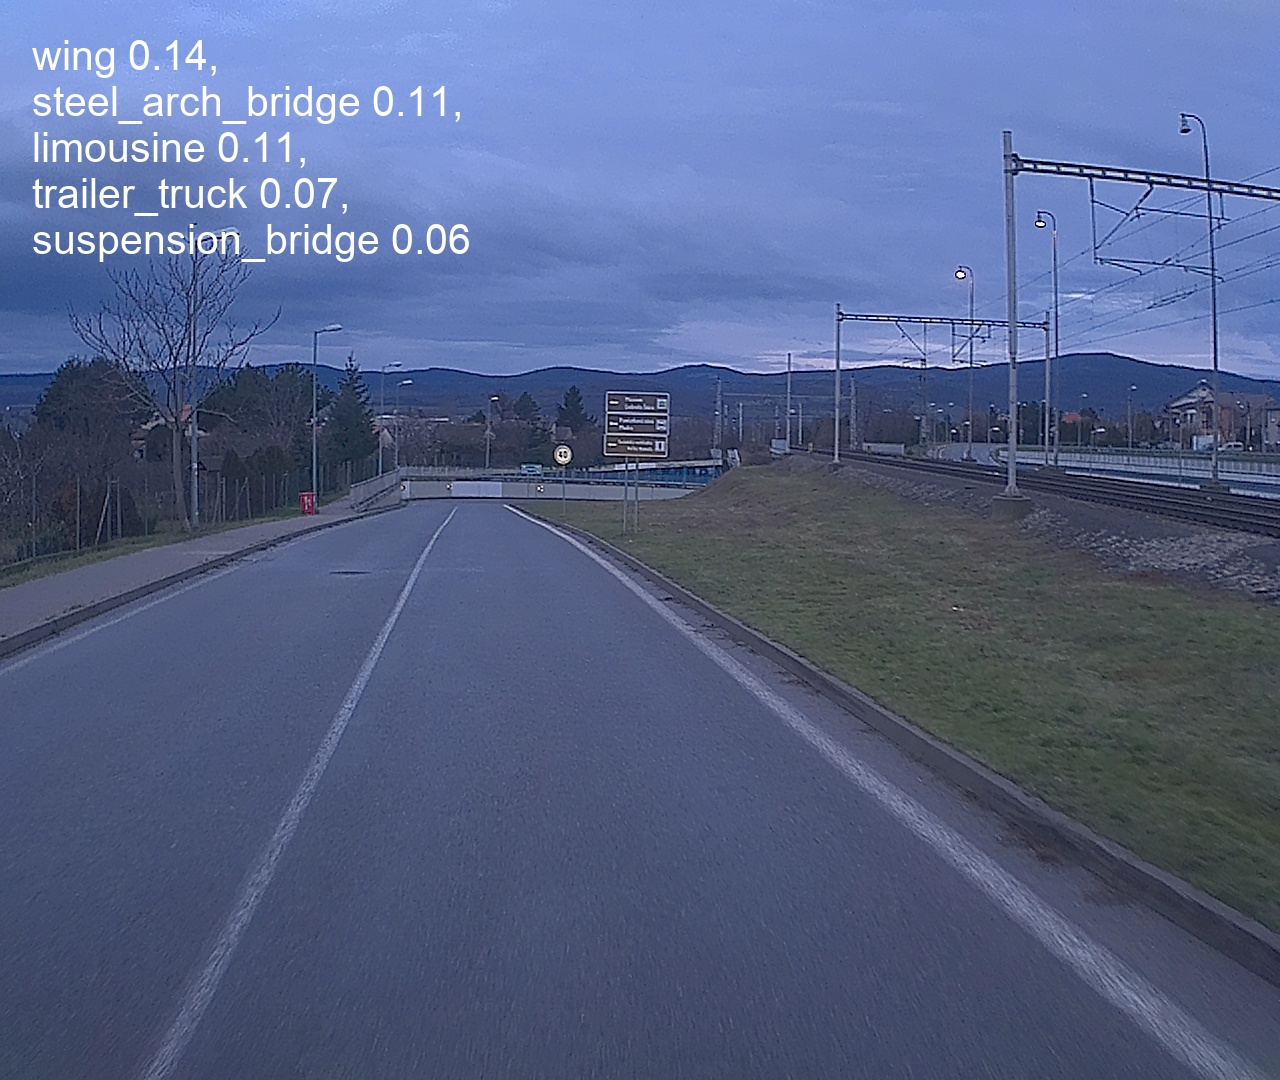 wing 0.14,
steel_arch_bridge 0.11,
limousine 0.11,
trailer_truck 0.07,
suspension_bridge 0.06
40